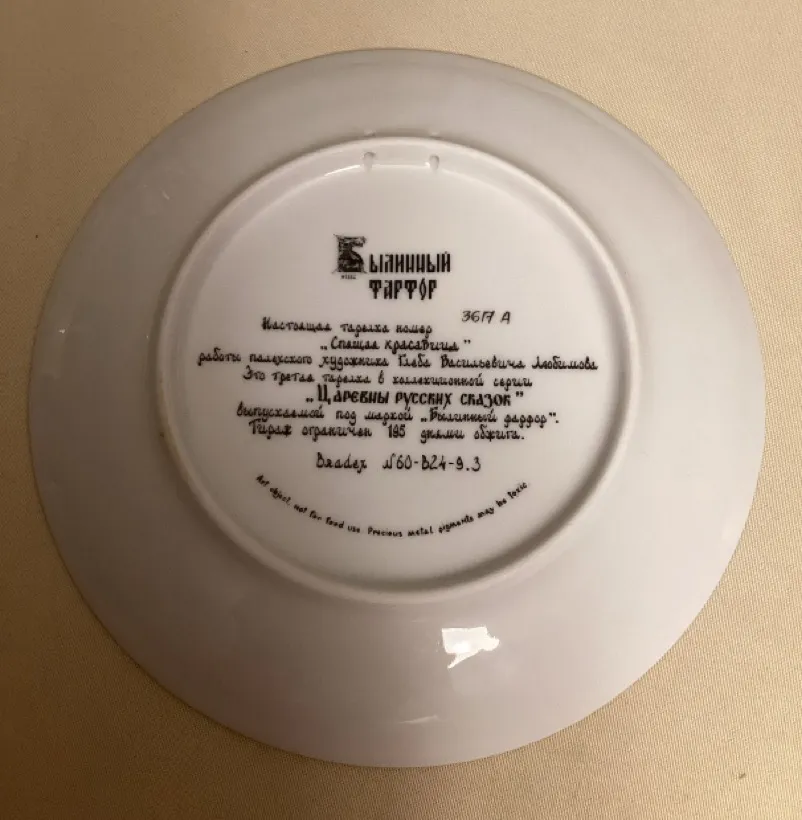 Былинный
фарфор
Настоящая тарелка номер 3617 А
„Спящая красавица"
работы палехского художника Глеба Васильевича Любимова
Это третья тарелка в коллекционной серии
„Царевны русских сказок"
выпускаемой под маркой „Былинный фарфор".
Тираж ограничен 195 днями обжига.
Bradex №60-B24-9.3
Art object, not for food use. Precious metal pigments may be toxic.